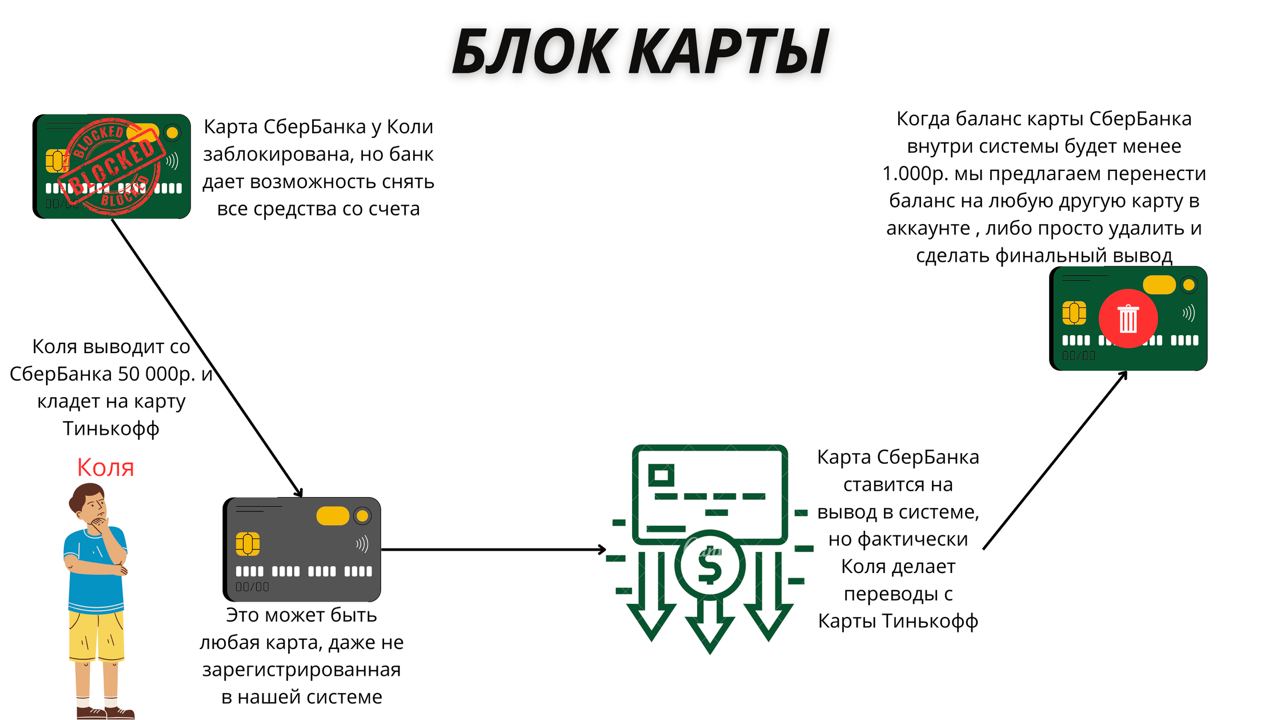 БЛОК КАРТЫ
BLOCKED
BLOCKED
BLOCKED
00/00
Карта СберБанка у Коли
заблокирована, но банк
дает возможность снять
все средства со счета
Когда баланс карты СберБанка
внутри системы будет менее
1.000р. мы предлагаем перенести
баланс на любую другую карту в
аккаунте , либо просто удалить и
сделать финальный вывод
00/00
Коля выводит со
СберБанка 50 000р. и
кладет на карту
Тинькофф
Коля
00/00
Это может быть
любая карта, даже не
зарегистрированная
в нашей системе
$
Карта СберБанка
ставится на
вывод в системе,
но фактически
Коля делает
переводы с
Карты Тинькофф